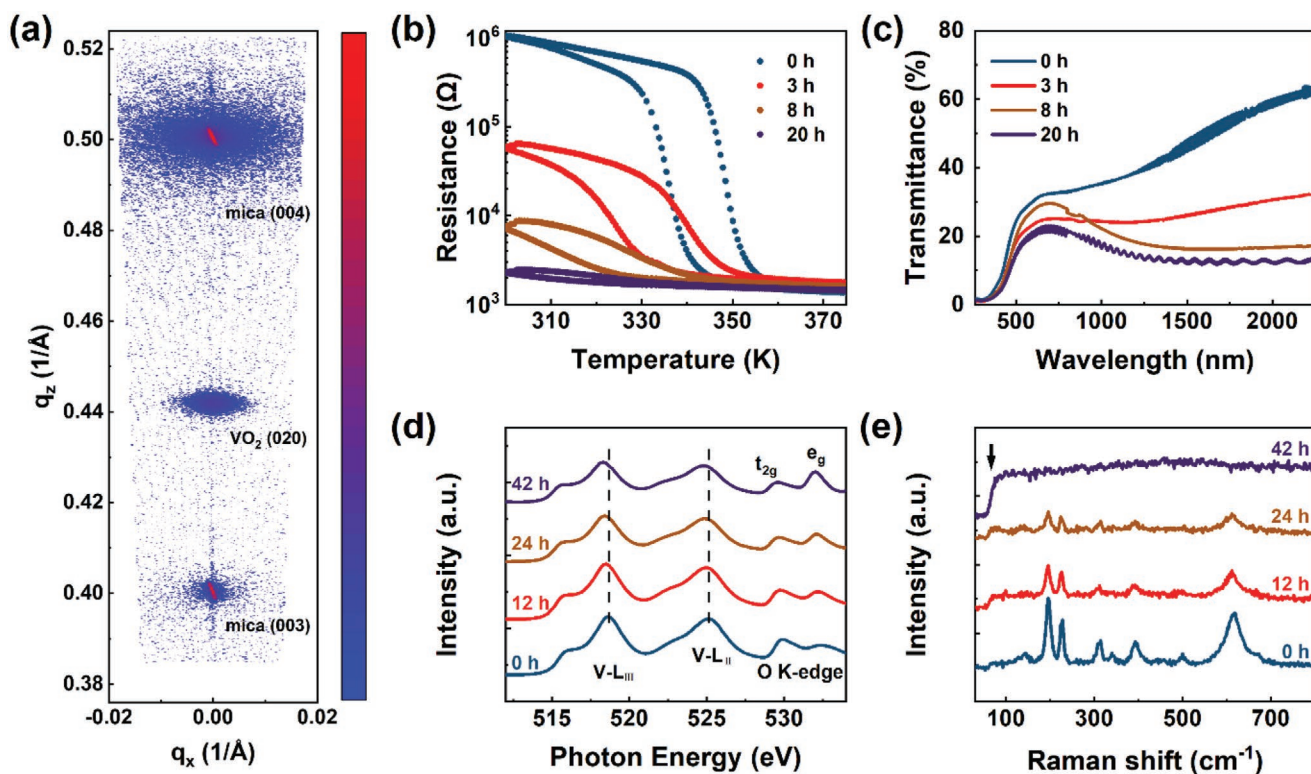 (a)
0.52
0.50
0.48
0.46
0.44
0.42
0.40
0.38
mica (004)
VO₂ (020)
mica (003)
-0.02
0.00
0.02
q_z (1/Å)
q_x (1/Å)
(b)
10⁶
10⁵
10⁴
10³
0 h
3 h
8 h
20 h
310
330
350
370
Resistance (Ω)
Temperature (K)
(c)
80
60
40
20
0
0 h
3 h
8 h
20 h
500
1000
1500
2000
Transmittance (%)
Wavelength (nm)
(d)
42 h
24 h
12 h
0 h
t₂g
e_g
V-L_III
V-L_II
O K-edge
515
520
525
530
Intensity (a.u.)
Photon Energy (eV)
(e)
42 h
24 h
12 h
0 h
100
300
500
700
Intensity (a.u.)
Raman shift (cm⁻¹)